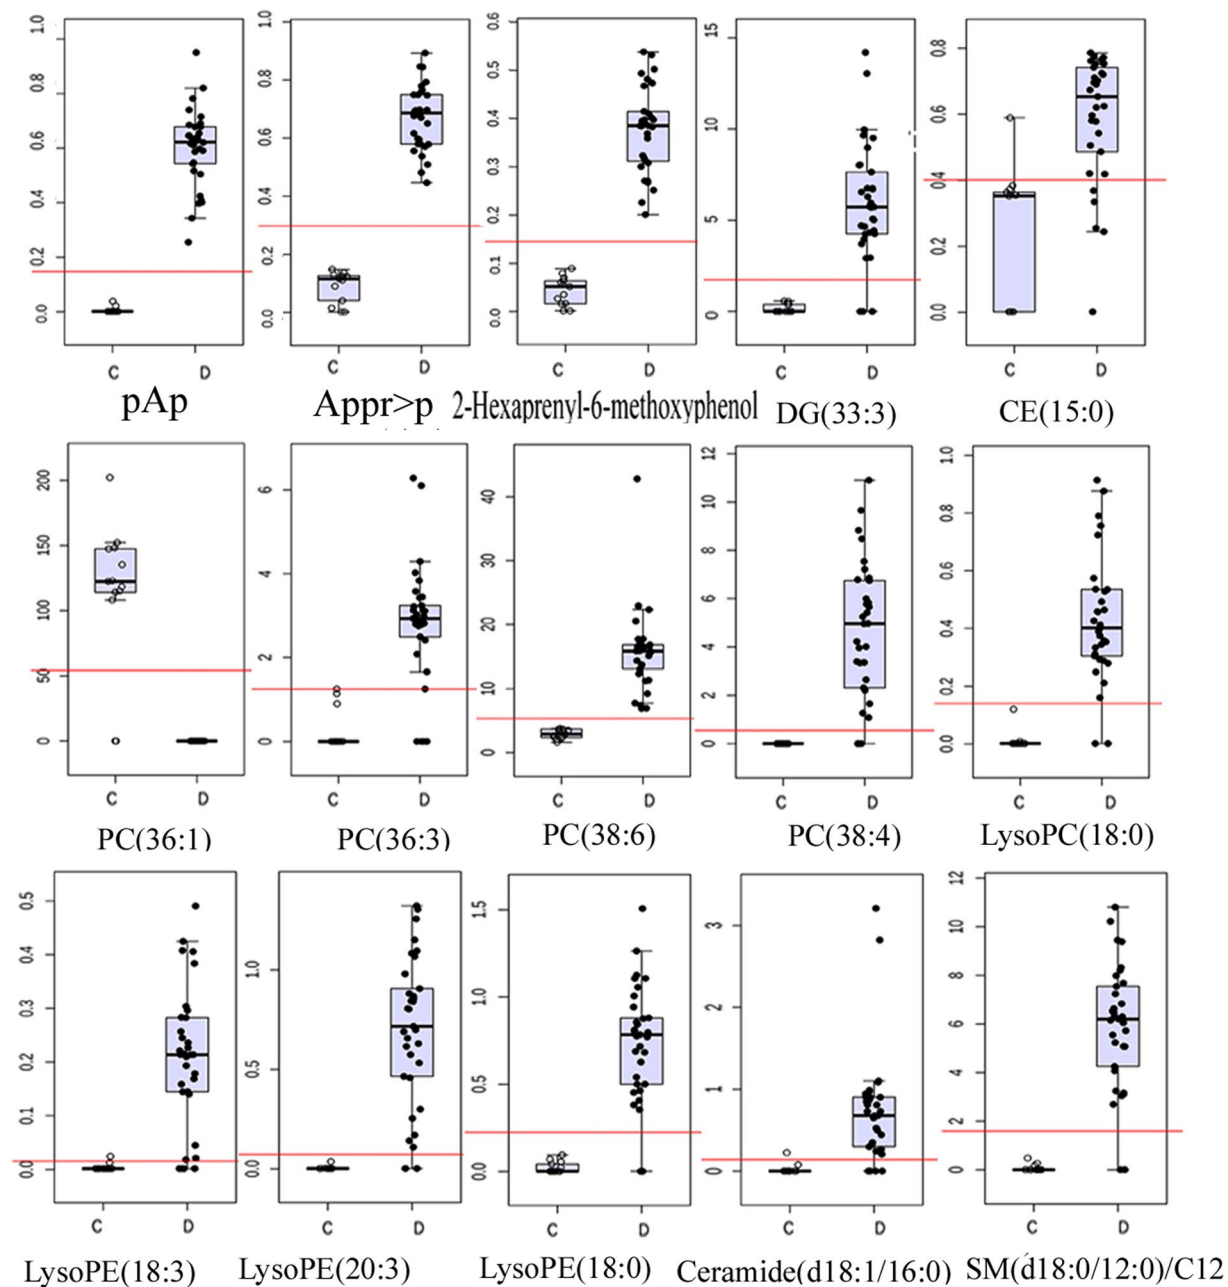 0.0 0.2 0.4 0.6 0.8 1.0
C D
pAp
0.0 0.2 0.4 0.6 0.8 1.0
C D
Appr>p
0.0 0.1 0.2 0.3 0.4 0.5 0.6
C D
2-Hexaprenyl-6-methoxyphenol
0 5 10 15
C D
DG(33:3)
0.0 0.2 0.4 0.6 0.8
C D
CE(15:0)
0 50 100 150 200
C D
PC(36:1)
0 2 4 6
C D
PC(36:3)
0 10 20 30 40
C D
PC(38:6)
0 2 4 6 8 10 12
C D
PC(38:4)
0.0 0.2 0.4 0.6 0.8 1.0
C D
LysoPC(18:0)
0.0 0.1 0.2 0.3 0.4 0.5
C D
LysoPE(18:3)
0.0 0.5 1.0
C D
LysoPE(20:3)
0.0 0.5 1.0 1.5
C D
LysoPE(18:0)
0 1 2 3
C D
Ceramide(d18:1/16:0)
0 2 4 6 8 10 12
C D
SM(d18:0/12:0)/C12